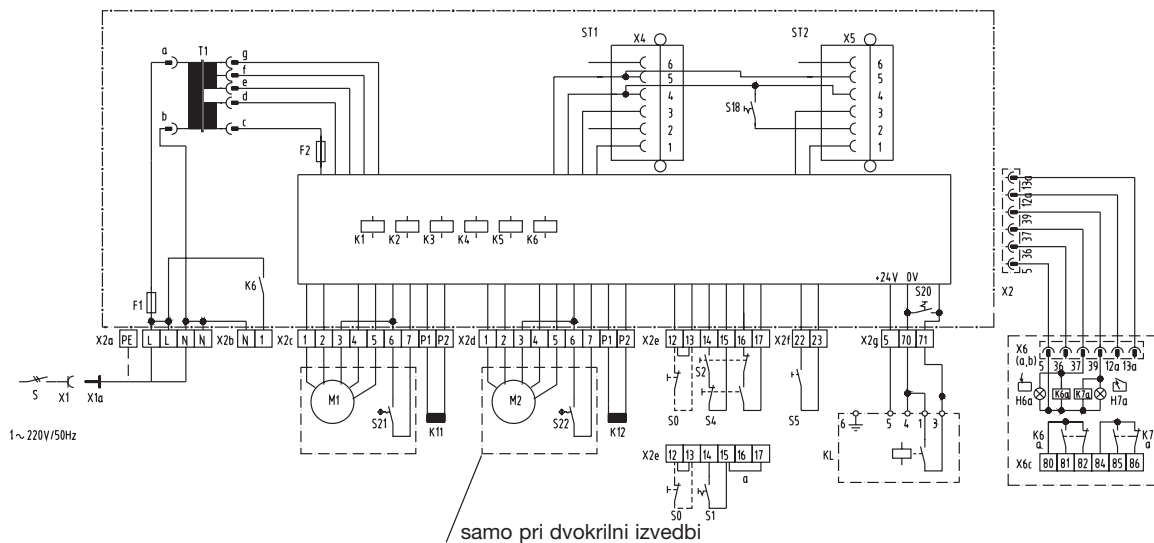 ST1 X4 ST2 X5
a T1 g
f
e
d
b c
F2
6 6
5 5
4 4
3 3
2 2
1 1
S18
K1 K2 K3 K4 K5 K6
+24V 0V
S20
13a
12a
39
37
36
5
X2
F1 K6
X2a PE L L N N X2b N 1 X2c 1 2 3 4 5 6 7 P1 P2 X2d 1 2 3 4 5 6 7 P1 P2 X2e 12 13 14 15 16 17 X2f 22 23 X2g 5 70 71
X6 (a,b) 5 36 37 39 12a 13a
H6a K6a K7a H7a
S X1 X1a
M1 S21 K11 M2 S22 K12
S2
S0 S4 S5
1~220V/50Hz
6 5 4 1 3
KL
K6 a K7 a
X6c 80 81 82 84 85 86
X2e 12 13 14 15 16 17
a
S0 S1
samo pri dvokrilni izvedbi